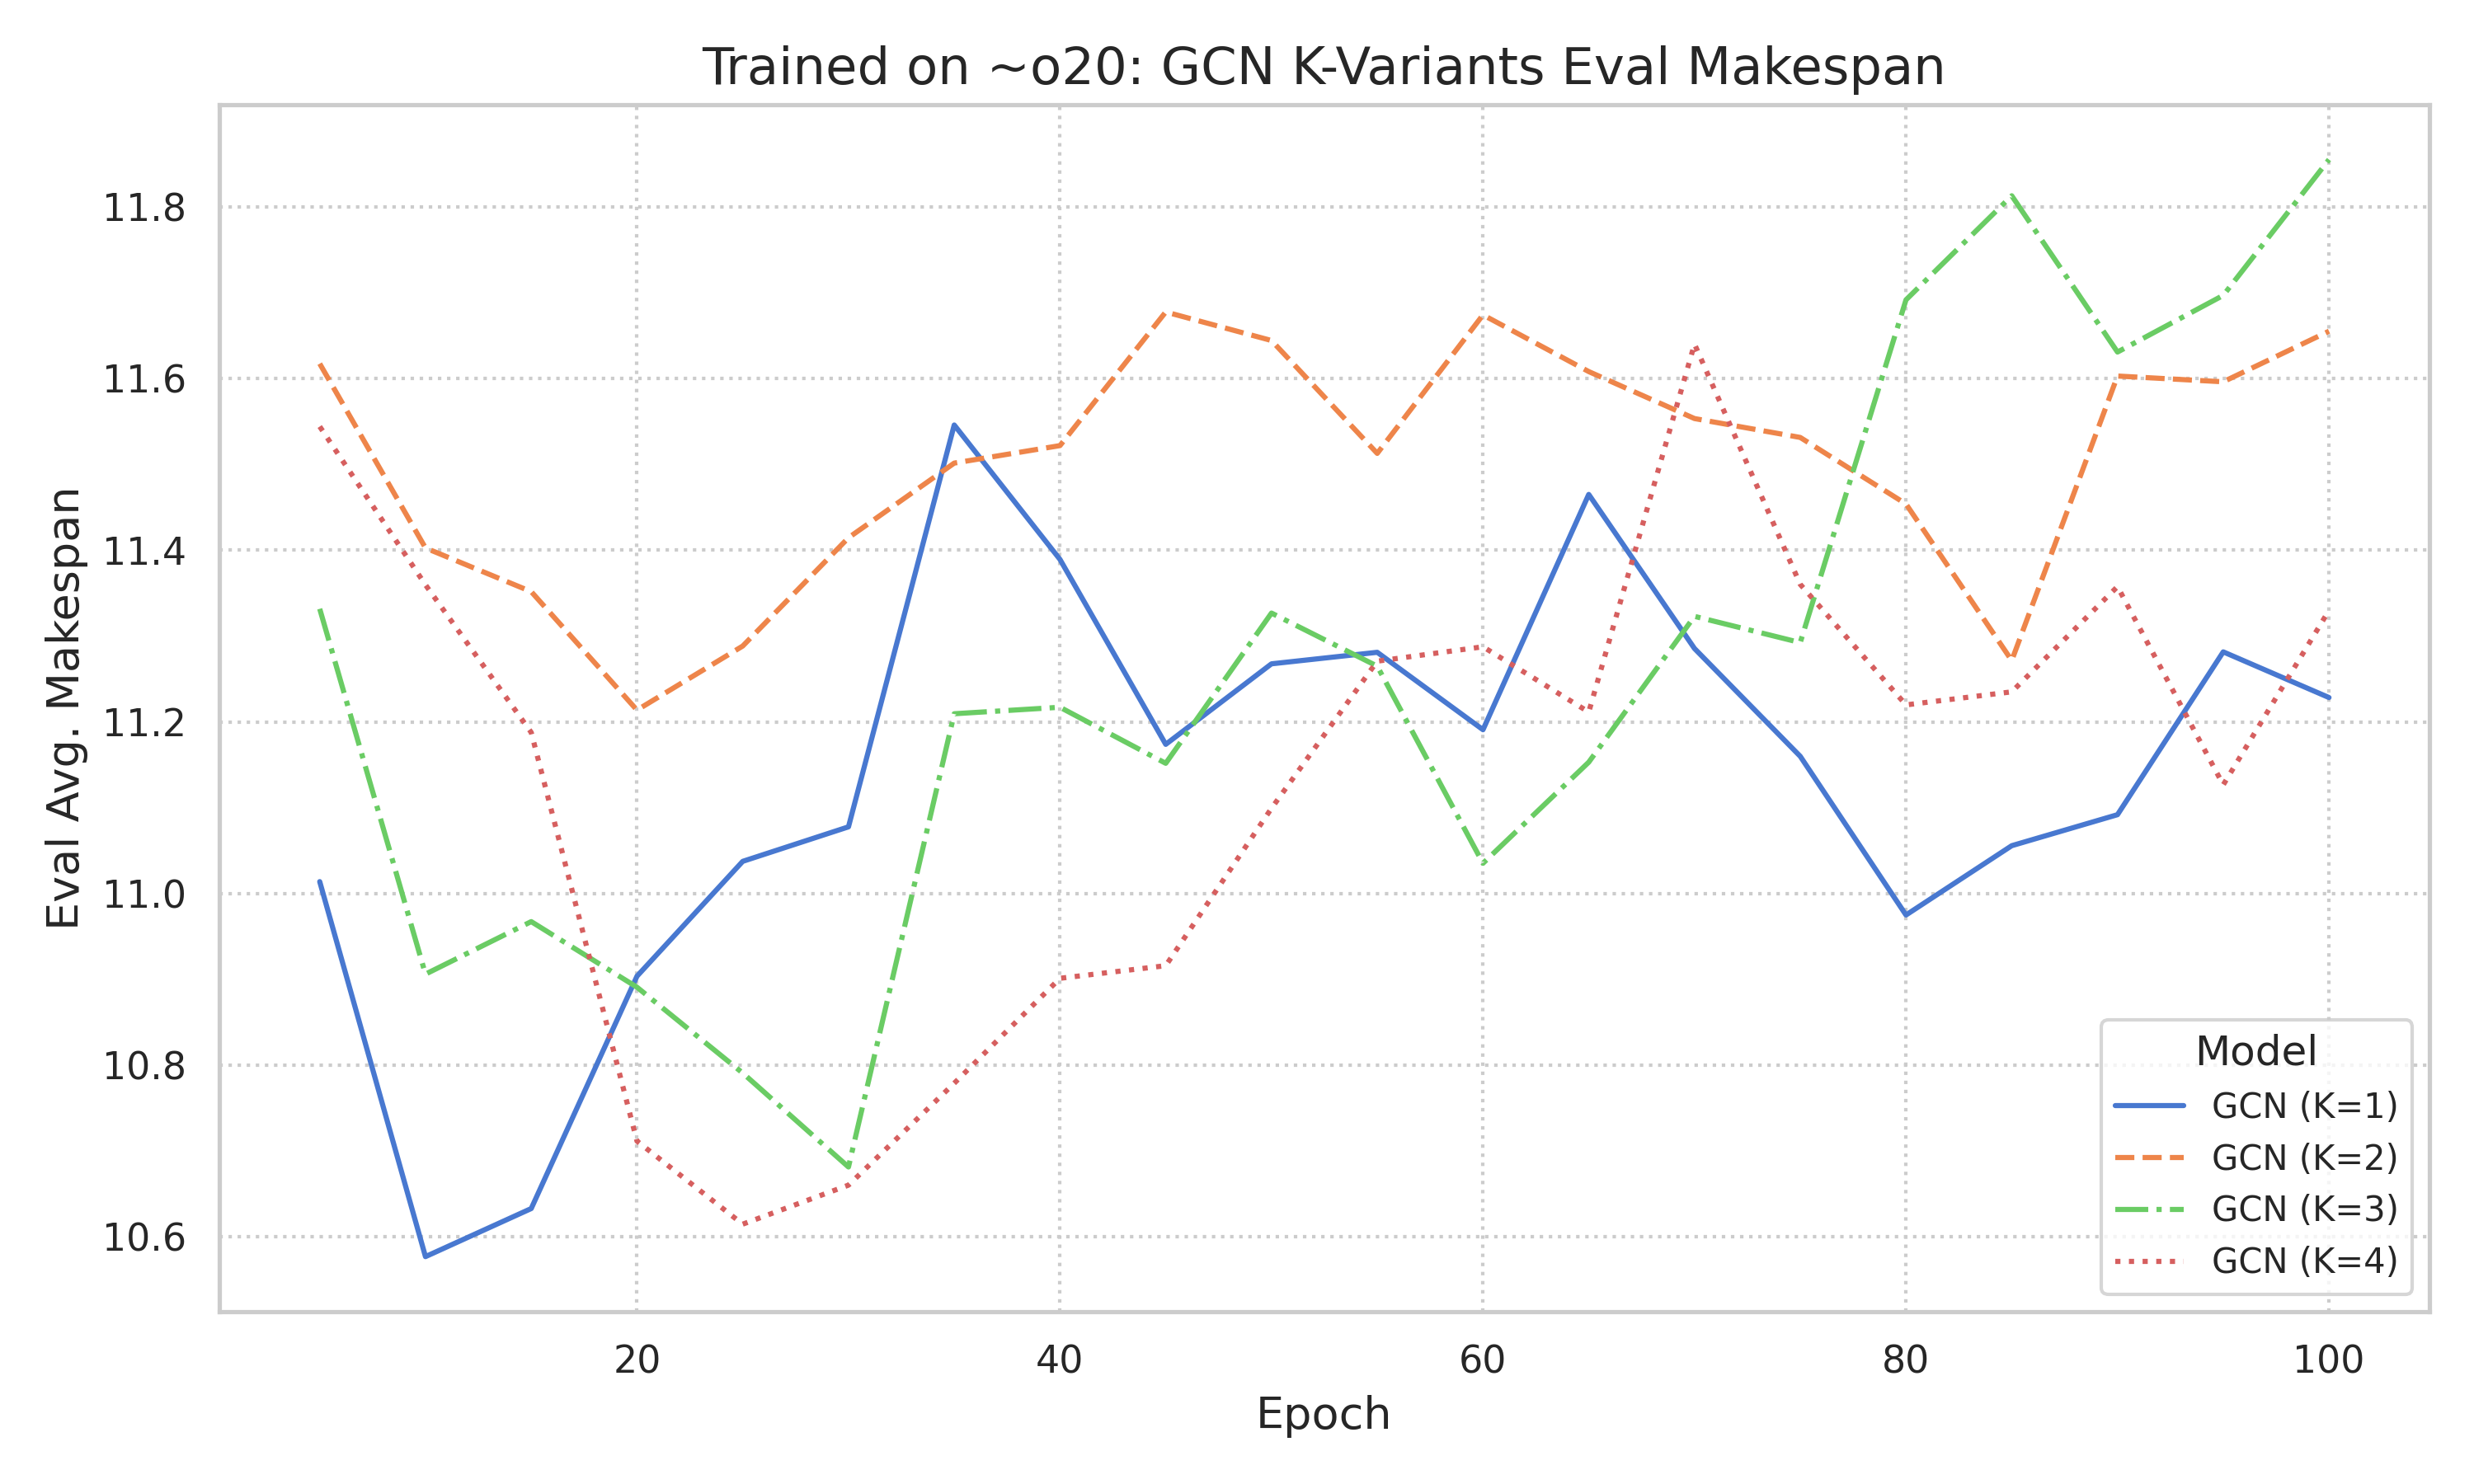 Trained on ~o20: GCN K-Variants Eval Makespan
Eval Avg. Makespan
11.8
11.6
11.4
11.2
11.0
10.8
10.6
20 40 60 80 100
Epoch
Model
GCN (K=1)
GCN (K=2)
GCN (K=3)
GCN (K=4)